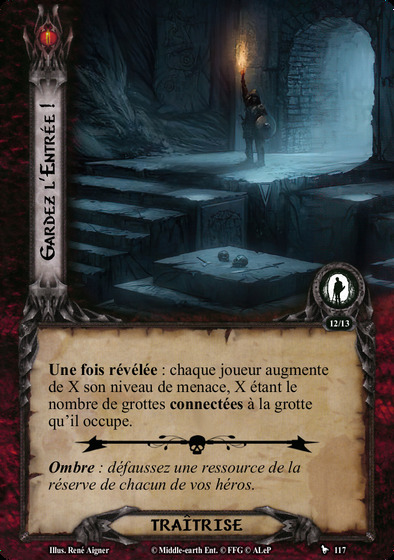 GARDEZ L'ENTRÉE !
12/13
Une fois révélée : chaque joueur augmente
de X son niveau de menace, X étant le
nombre de grottes connectées à la grotte
qu'il occupe.
Ombre : défaussez une ressource de la
réserve de chacun de vos héros.
TRAÎTRISE
Illus. René Aigner © Middle-earth Ent. © FFG © ALeP 117